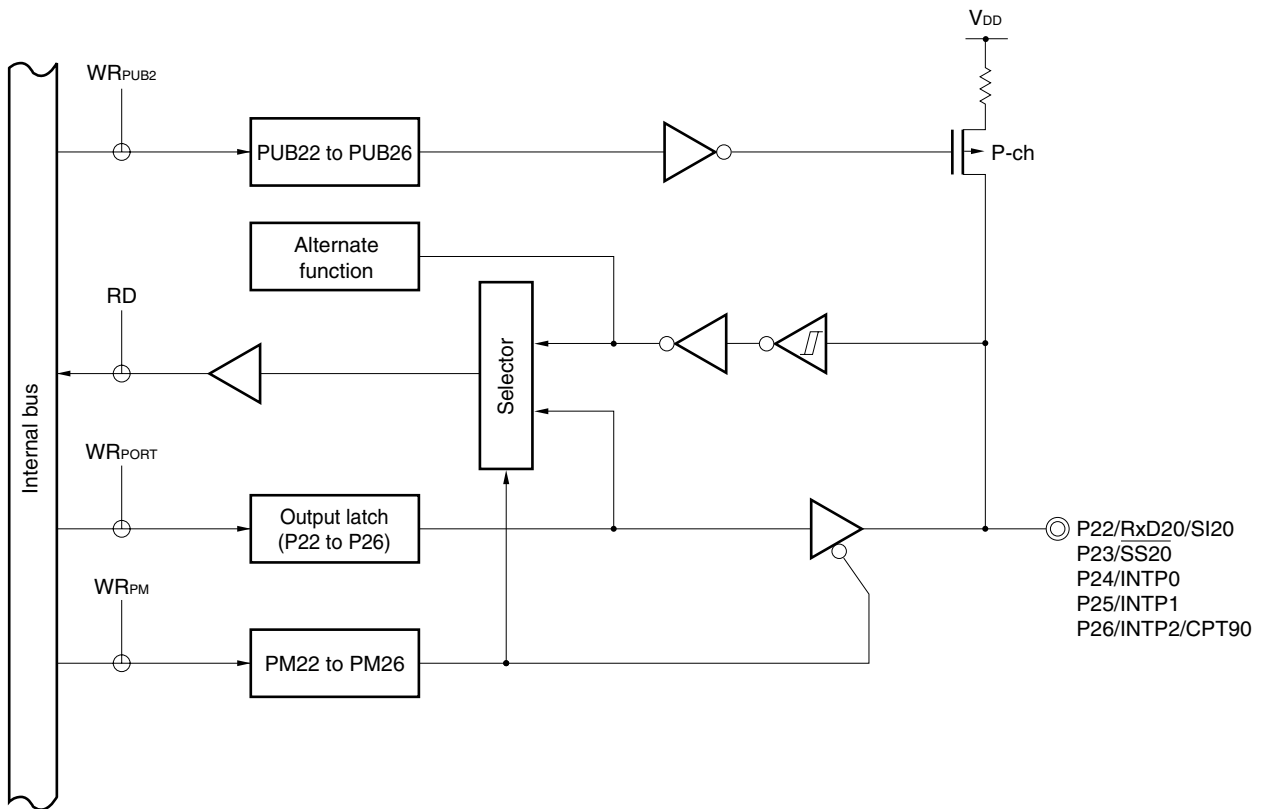 VDD
WRPUB2
PUB22 to PUB26
P-ch
Alternate
function
RD
Selector
Internal bus
WRPORT
Output latch
(P22 to P26)
P22/RxD20/SI20
P23/SS20
P24/INTP0
P25/INTP1
P26/INTP2/CPT90
WRPM
PM22 to PM26